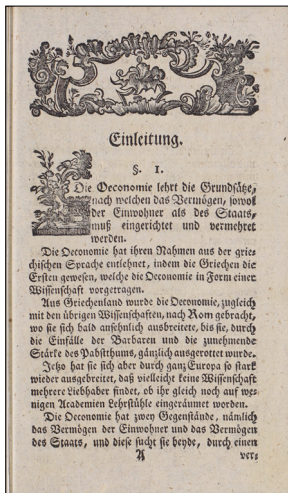 Einleitung.
§. 1.
Die Oeconomie lehrt die Grundsätze,
nach welchen das Vermögen, sowol
der Einwohner als des Staats,
muß eingerichtet und vermehret
werden.
Die Oeconomie hat ihren Nahmen aus der grie-
chischen Sprache entlehnet, indem die Griechen die
Ersten gewesen, welche die Oeconomie in Form einer
Wissenschaft vorgetragen.
Aus Griechenland wurde die Oeconomie, zugleich
mit den übrigen Wissenschaften, nach Rom gebracht,
wo sie sich bald ansehnlich ausbreitete, bis sie, durch
die Einfälle der Barbaren und die zunehmende
Stärke des Pabstthums, gänzlich ausgerottet wurde.
Jetzo hat sie sich aber durch ganz Europa so stark
wieder ausgebreitet, daß vielleicht keine Wissenschaft
mehrere Liebhaber findet, ob ihr gleich noch auf we-
nigen Academien Lehrstühle eingeräumet worden.
Die Oeconomie hat zwey Gegenstände, nämlich
das Vermögen der Einwohner und das Vermögen
des Staats, und diese sucht sie beyde, durch einen
A ver-